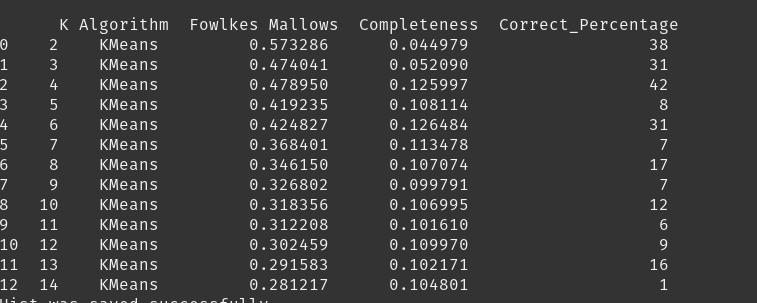 K Algorithm Fowlkes Mallows Completeness Correct_Percentage
0 2 KMeans 0.573286 0.044979 38
1 3 KMeans 0.474041 0.052090 31
2 4 KMeans 0.478950 0.125997 42
3 5 KMeans 0.419235 0.108114 8
4 6 KMeans 0.424827 0.126484 31
5 7 KMeans 0.368401 0.113478 7
6 8 KMeans 0.346150 0.107074 17
7 9 KMeans 0.326802 0.099791 7
8 10 KMeans 0.318356 0.106995 12
9 11 KMeans 0.312208 0.101610 6
10 12 KMeans 0.302459 0.109970 9
11 13 KMeans 0.291583 0.102171 16
12 14 KMeans 0.281217 0.104801 1
Hist was saved successfully